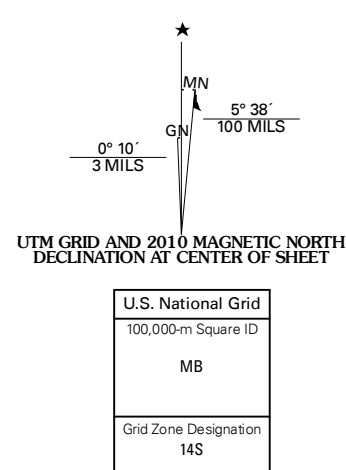 MN
5° 38´
100 MILS
GN
0° 10´
3 MILS
UTM GRID AND 2010 MAGNETIC NORTH
DECLINATION AT CENTER OF SHEET
U.S. National Grid
100,000-m Square ID
MB
Grid Zone Designation
14S